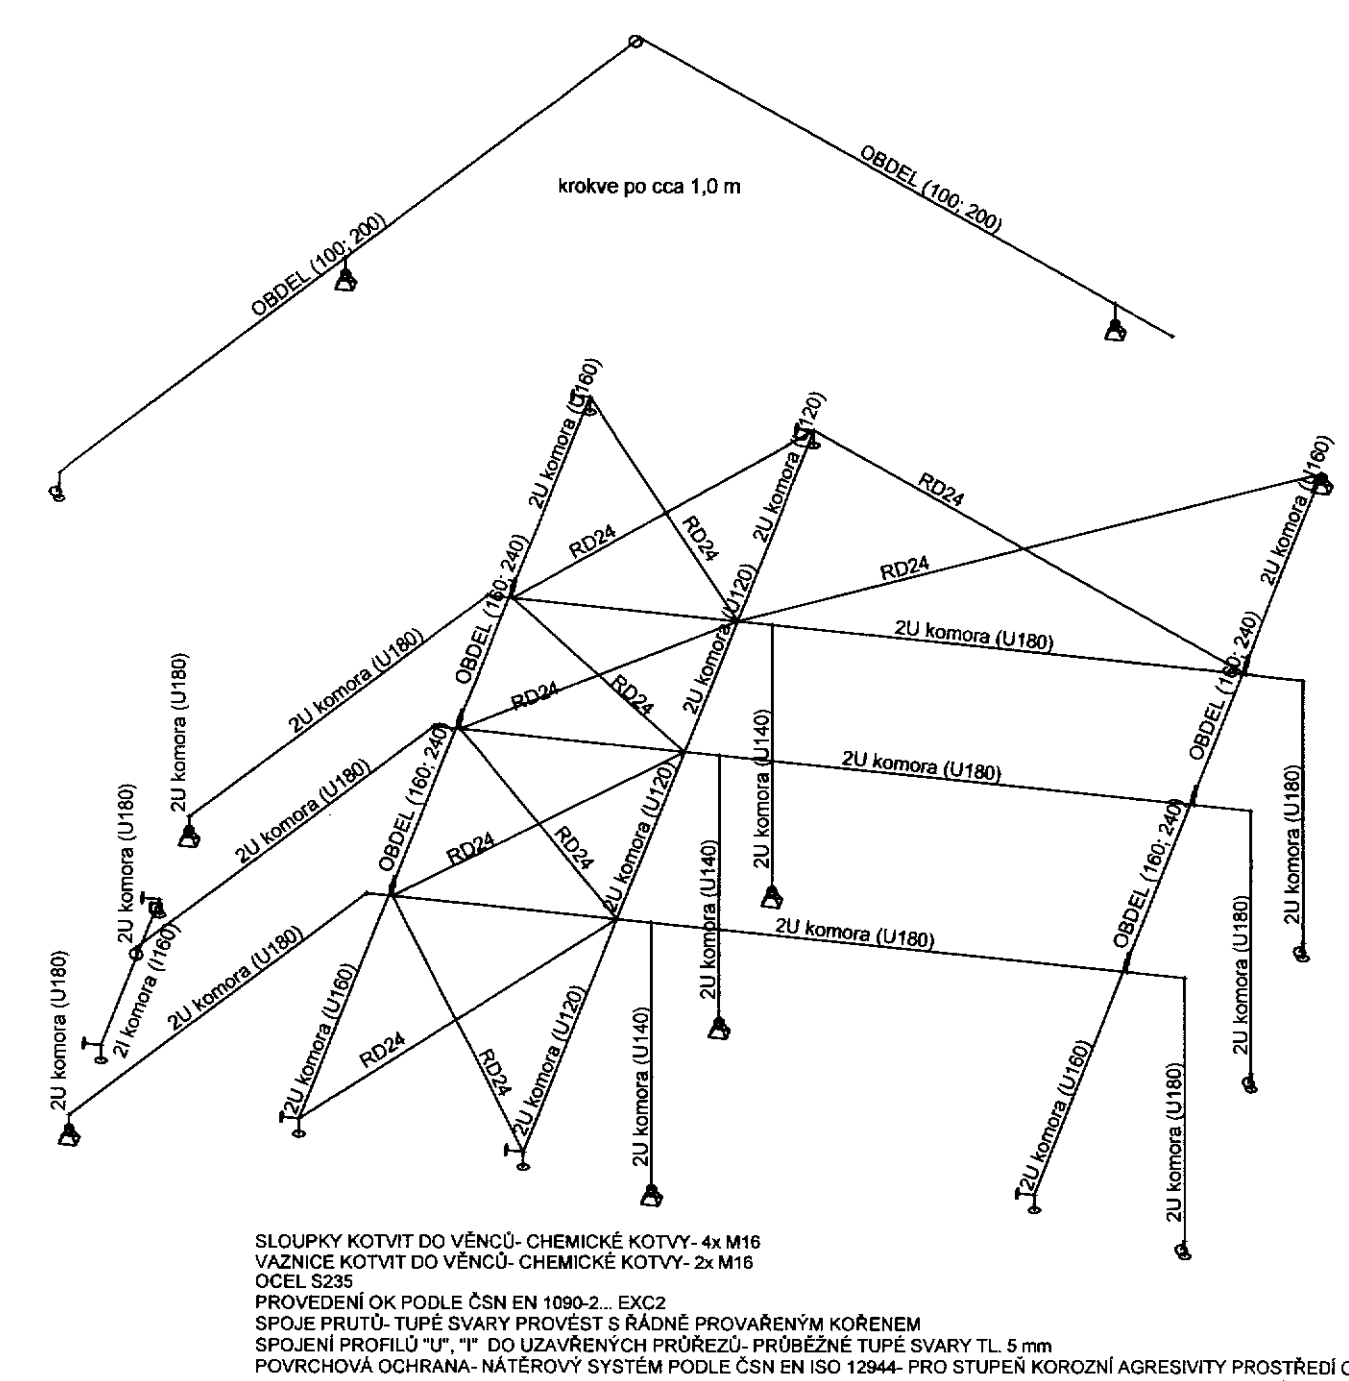 OBDEL (100; 200)
krokve po cca 1,0 m
OBDEL (100; 200)
2U komora (U160)
2U komora (U120)
2U komora (U160)
RD24
RD24
RD24
RD24
OBDEL (160; 240)
2U komora (U120)
2U komora (U180)
OBDEL (160; 240)
2U komora (U180)
2U komora (U180)
RD24
RD24
2U komora (U140)
2U komora (U180)
2U komora (U180)
2U komora (U180)
OBDEL (160; 240)
RD24
RD24
2U komora (U120)
2U komora (U140)
OBDEL (160; 240)
2U komora (U180)
2U komora (U180)
2U komora (U180)
2U komora (U180)
2I komora (I160)
2U komora (U180)
2U komora (U160)
RD24
RD24
2U komora (U120)
2U komora (U140)
2U komora (U160)
2U komora (U180)
SLOUPKY KOTVIT DO VĚNCŮ- CHEMICKÉ KOTVY- 4x M16
VAZNICE KOTVIT DO VĚNCŮ- CHEMICKÉ KOTVY- 2x M16
OCEL S235
PROVEDENÍ OK PODLE ČSN EN 1090-2... EXC2
SPOJE PRUTŮ- TUPÉ SVARY PROVÉST S ŘÁDNĚ PROVAŘENÝM KOŘENEM
SPOJENÍ PROFILŮ "U", "I" DO UZAVŘENÝCH PRŮŘEZŮ- PRŮBĚŽNÉ TUPÉ SVARY TL. 5 mm
POVRCHOVÁ OCHRANA- NÁTĚROVÝ SYSTÉM PODLE ČSN EN ISO 12944- PRO STUPEŇ KOROZNÍ AGRESIVITY PROSTŘEDÍ